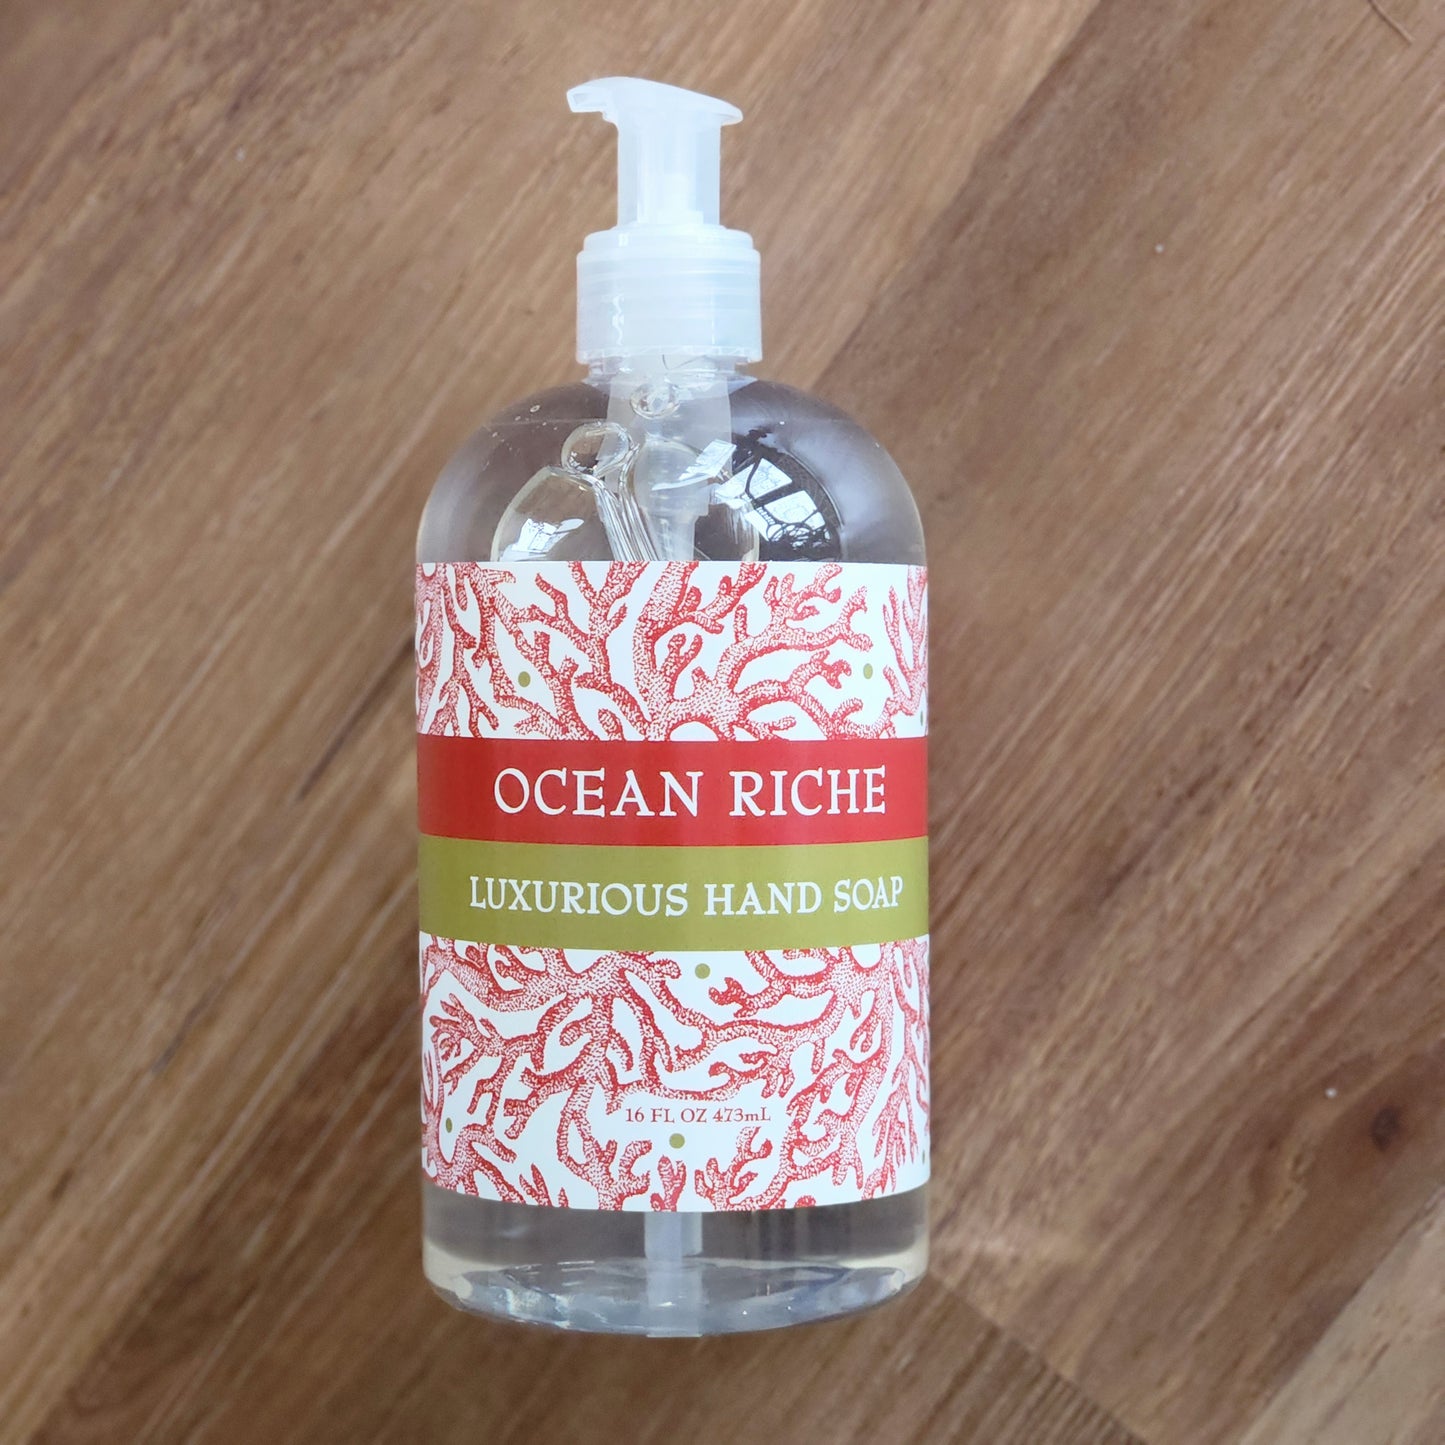 OCEAN RICHE
LUXURIOUS HAND SOAP
16 FL OZ 473mL